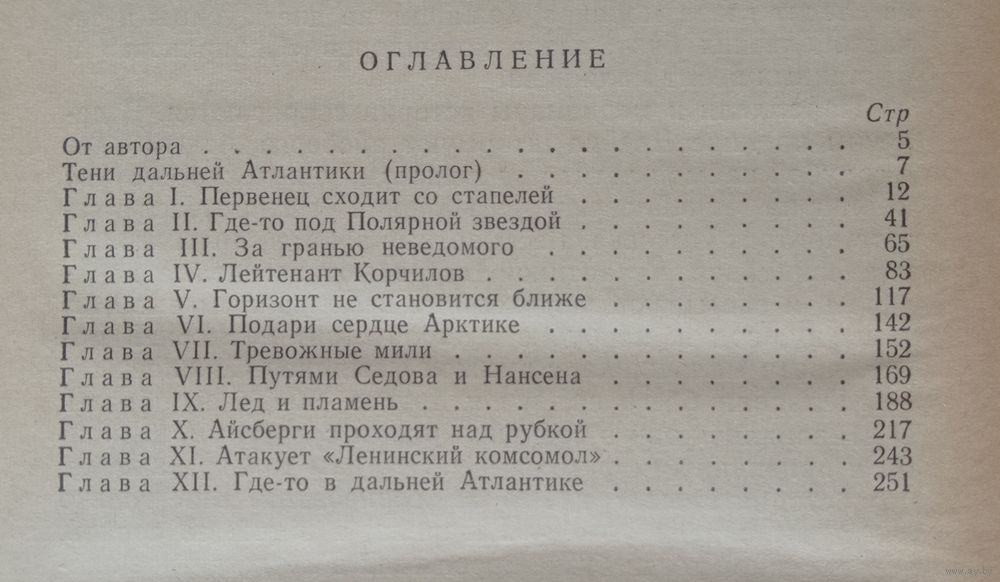 ОГЛАВЛЕНИЕ
Стр
От автора . . . . . . . . . . . . . . . . . . . . 5
Тени дальней Атлантики (пролог) . . . . . . . . . . . 7
Глава I. Первенец сходит со стапелей . . . . . . . . . 12
Глава II. Где-то под Полярной звездой . . . . . . . . . 41
Глава III. За гранью неведомого . . . . . . . . . . 65
Глава IV. Лейтенант Корчилов . . . . . . . . . . . . 83
Глава V. Горизонт не становится ближе . . . . . . . . 117
Глава VI. Подари сердце Арктике . . . . . . . . . . 142
Глава VII. Тревожные мили . . . . . . . . . . . . . 152
Глава VIII. Путями Седова и Нансена . . . . . . . . 169
Глава IX. Лед и пламень . . . . . . . . . . . . . . 188
Глава X. Айсберги проходят над рубкой . . . . . . . . 217
Глава XI. Атакует «Ленинский комсомол» . . . . . . . . 243
Глава XII. Где-то в дальней Атлантике . . . . . . . . 251
www.ay.by